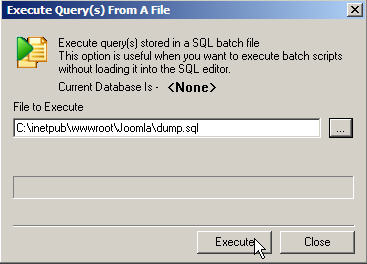 Execute Query(s) From A File
Execute query(s) stored in a SQL batch file
This option is useful when you want to execute batch scripts
without loading it into the SQL editor.
Current Database Is - <None>
File to Execute
C:\inetpub\wwwroot\Joomla\dump.sql
...
Execute
Close